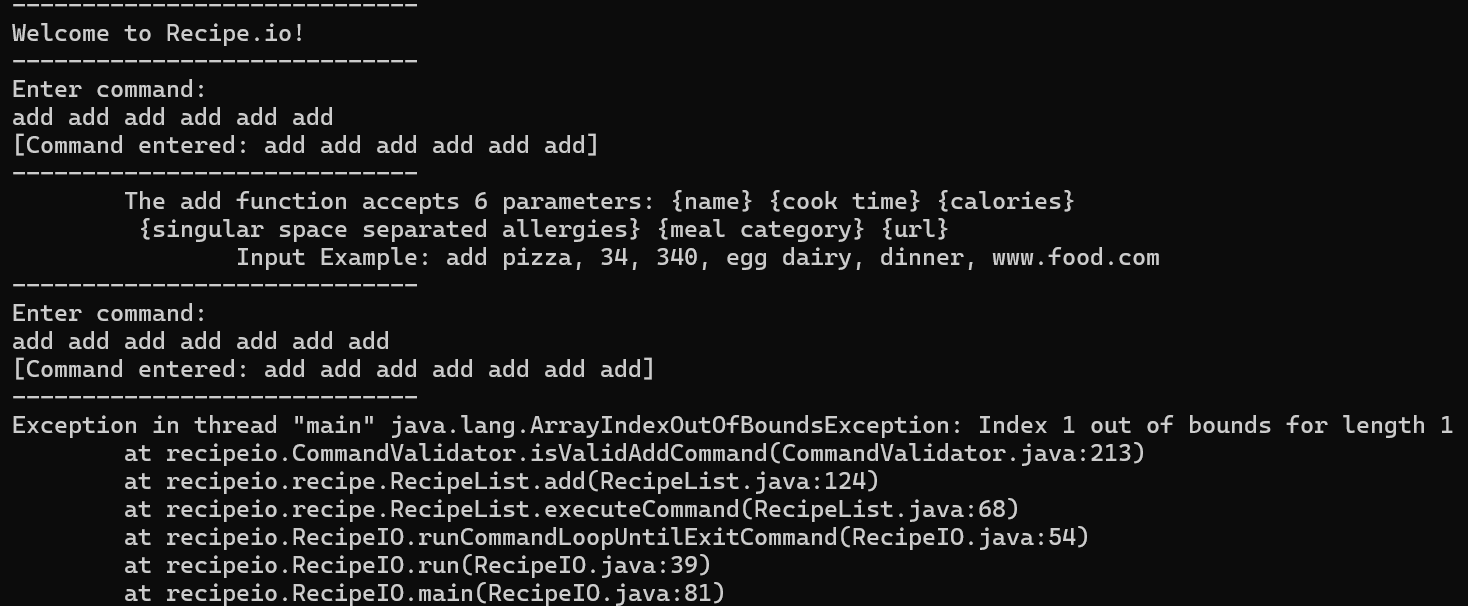 -----------------------------
Welcome to Recipe.io!
-----------------------------
Enter command:
add add add add add add
[Command entered: add add add add add add]
-----------------------------
The add function accepts 6 parameters: {name} {cook time} {calories}
{singular space separated allergies} {meal category} {url}
Input Example: add pizza, 34, 340, egg dairy, dinner, www.food.com
-----------------------------
Enter command:
add add add add add add add
[Command entered: add add add add add add add]
-----------------------------
Exception in thread "main" java.lang.ArrayIndexOutOfBoundsException: Index 1 out of bounds for length 1
at recipeio.CommandValidator.isValidAddCommand(CommandValidator.java:213)
at recipeio.recipe.RecipeList.add(RecipeList.java:124)
at recipeio.recipe.RecipeList.executeCommand(RecipeList.java:68)
at recipeio.RecipeIO.runCommandLoopUntilExitCommand(RecipeIO.java:54)
at recipeio.RecipeIO.run(RecipeIO.java:39)
at recipeio.RecipeIO.main(RecipeIO.java:81)